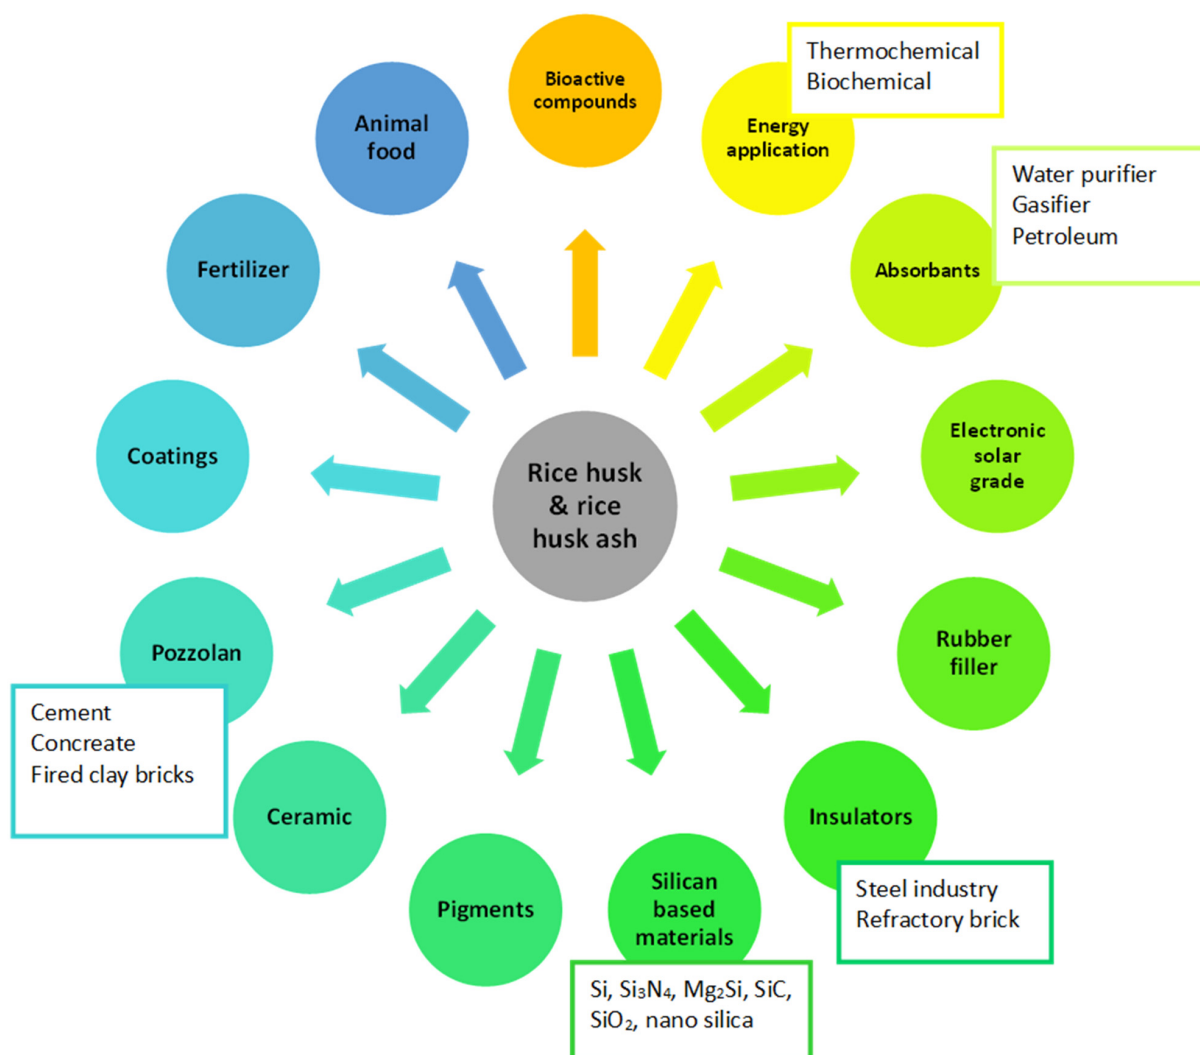 Bioactive
compounds
Thermochemical
Biochemical
Energy
application
Water purifier
Gasifier
Petroleum
Absorbants
Electronic
solar
grade
Rubber
filler
Insulators
Steel industry
Refractory brick
Silican
based
materials
Si, Si₃N₄, Mg₂Si, SiC,
SiO₂, nano silica
Pigments
Ceramic
Pozzolan
Cement
Concreate
Fired clay bricks
Coatings
Fertilizer
Animal
food
Rice husk
& rice
husk ash